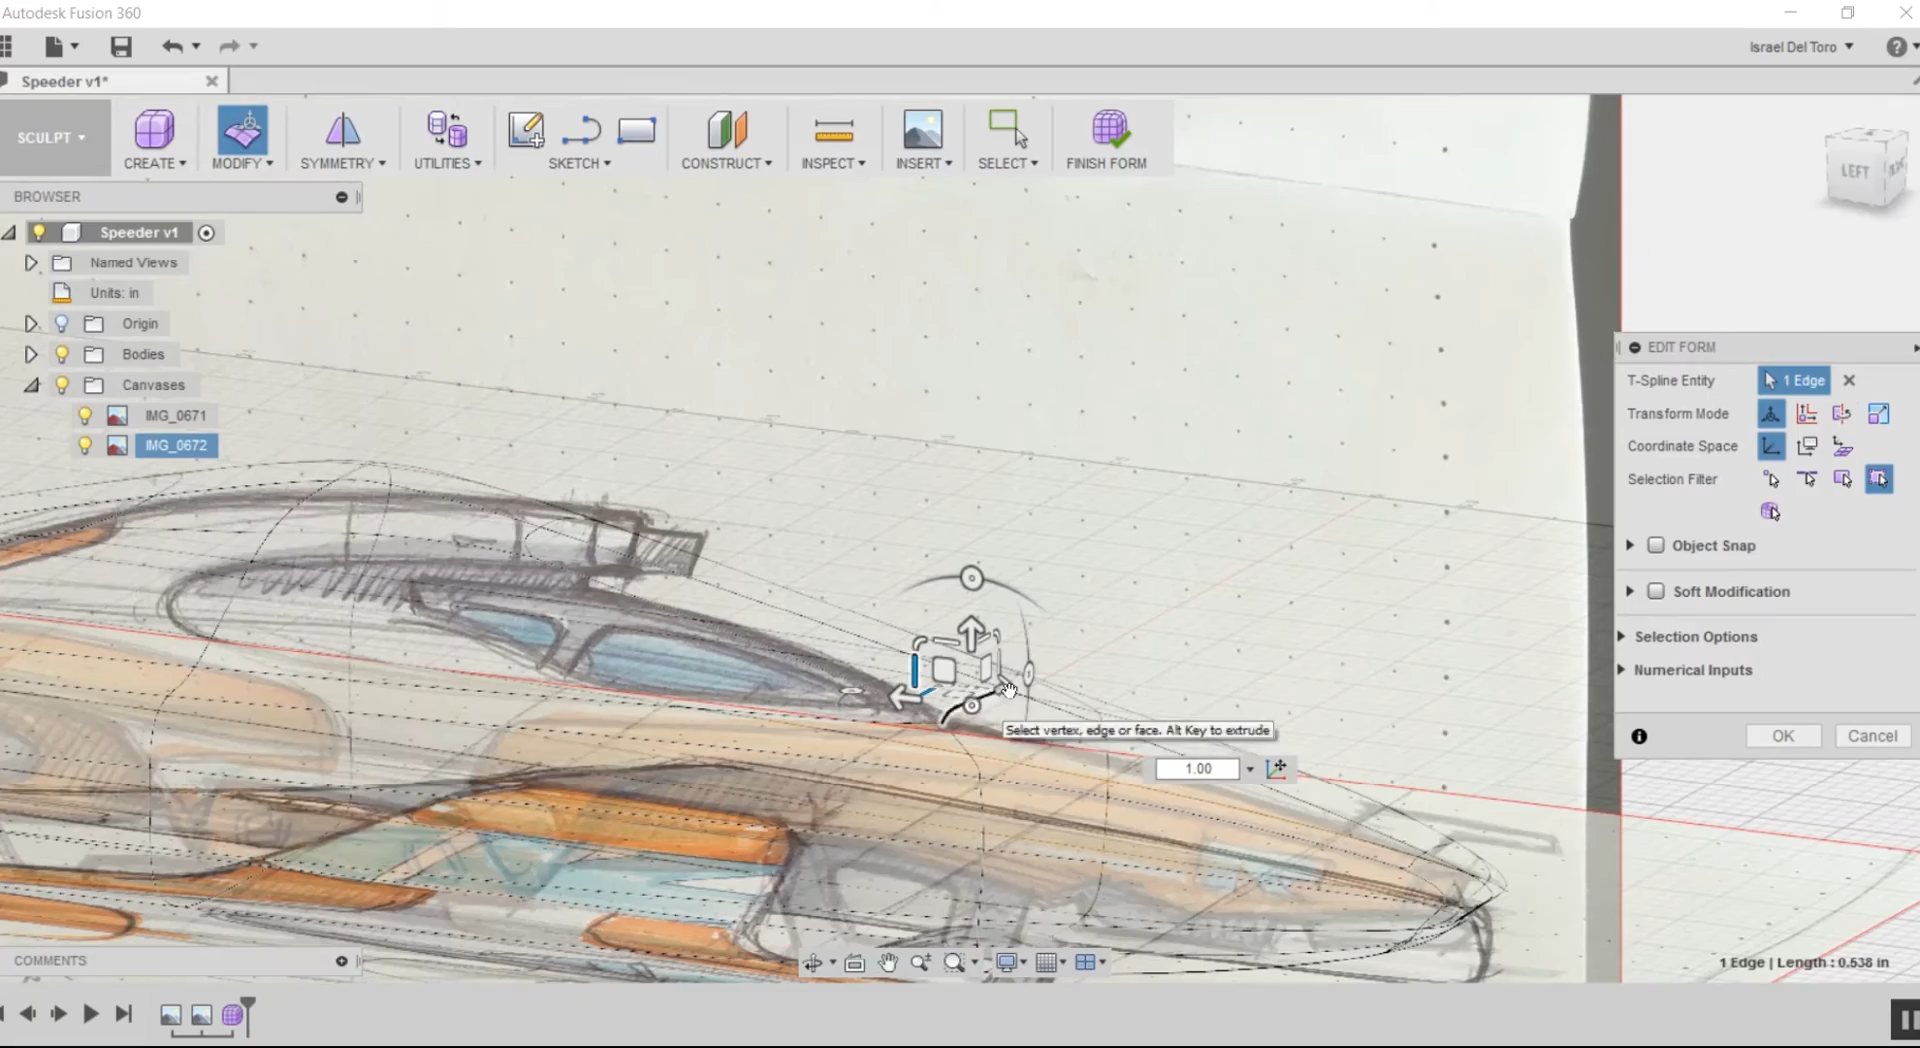 Autodesk Fusion 360
Israel Del Toro
Speeder v1*
SCULPT
CREATE
MODIFY
SYMMETRY
UTILITIES
SKETCH
CONSTRUCT
INSPECT
INSERT
SELECT
FINISH FORM
LEFT
BROWSER
Speeder v1
Named Views
Units: in
Origin
Bodies
Canvases
IMG_0671
IMG_0672
EDIT FORM
T-Spline Entity
1 Edge
Transform Mode
Coordinate Space
Selection Filter
Object Snap
Soft Modification
Selection Options
Numerical Inputs
OK
Cancel
Select vertex, edge or face. Alt Key to extrude
1.00
COMMENTS
1 Edge | Length : 0.538 in